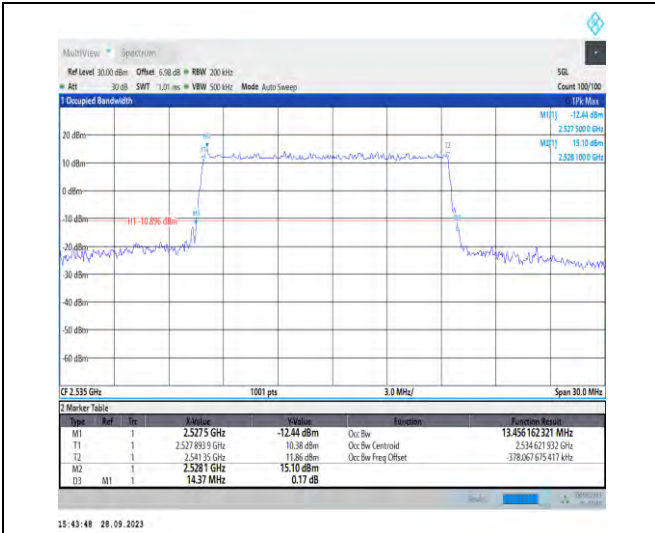 MultiView Spectrum
Ref Level 30.00 dBm Offset 6.98 dB RBW 200 kHz SGL
Att 30 dB SWT 1.01 ms VBW 500 kHz Mode Auto Sweep Count 100/100
1 Occupied Bandwidth 1Pk Max
M1[1] -12.44 dBm
2.527 500 0 GHz
M2[1] 15.10 dBm
2.528 100 0 GHz
20 dBm
M2
T1
T2
10 dBm
0 dBm
-10 dBm
H1 -10.896 dBm
M1
-20 dBm
-30 dBm
-40 dBm
-50 dBm
-60 dBm
CF 2.535 GHz 1001 pts 3.0 MHz/ Span 30.0 MHz
2 Marker Table
Type Ref Trc X-Value Y-Value Function Function Result
M1 1 2.5275 GHz -12.44 dBm Occ Bw 13.456 162 321 MHz
T1 1 2.527 893 9 GHz 10.38 dBm Occ Bw Centroid 2.534 621 932 GHz
T2 1 2.541 35 GHz 11.86 dBm Occ Bw Freq Offset -378.067 675 417 kHz
M2 1 2.5281 GHz 15.10 dBm
D3 M1 1 14.37 MHz 0.17 dB
15:43:48 28.09.2023